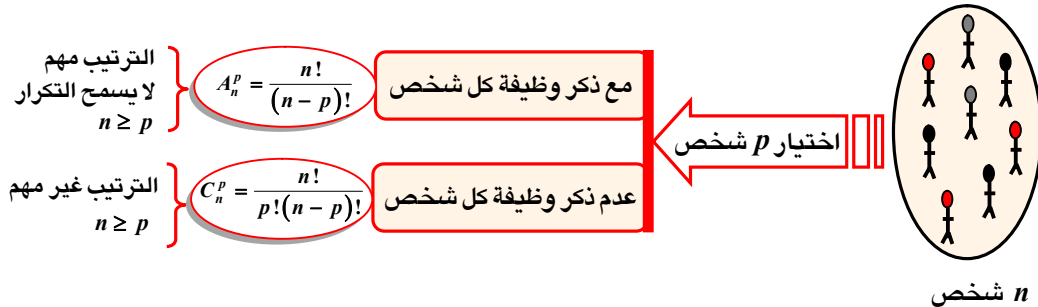 n شخص
اختيار p شخص
مع ذكر وظيفة كل شخص
A_n^p = n! / (n − p)!
الترتيب مهم
لا يسمح التكرار
n ≥ p
عدم ذكر وظيفة كل شخص
C_n^p = n! / p!(n − p)!
الترتيب غير مهم
n ≥ p